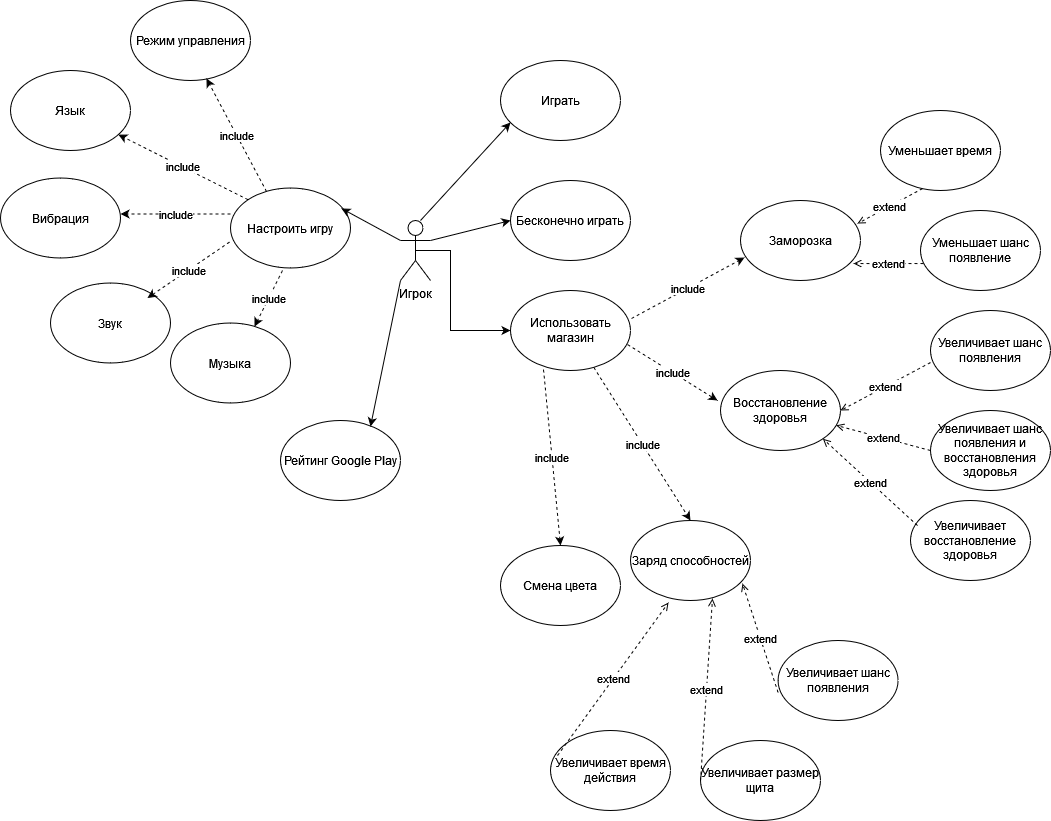 Режим управления
Язык
include
include
Вибрация
include
Настроить игру
include
Звук
include
Музыка
Играть
Бесконечно играть
Игрок
Рейтинг Google Play
Использовать
магазин
include
include
include
include
Заморозка
Уменьшает время
extend
Уменьшает шанс
появление
extend
Восстановление
здоровья
Увеличивает шанс
появления
extend
Увеличивает шанс
появления и
восстановления
здоровья
extend
Увеличивает
восстановление
здоровья
extend
Смена цвета
Заряд способностей
extend
extend
extend
Увеличивает шанс
появления
Увеличивает время
действия
Увеличивает размер
щита